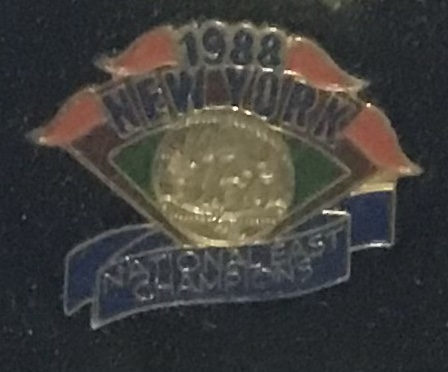 1988
NEW YORK
NATIONAL EAST
CHAMPIONS